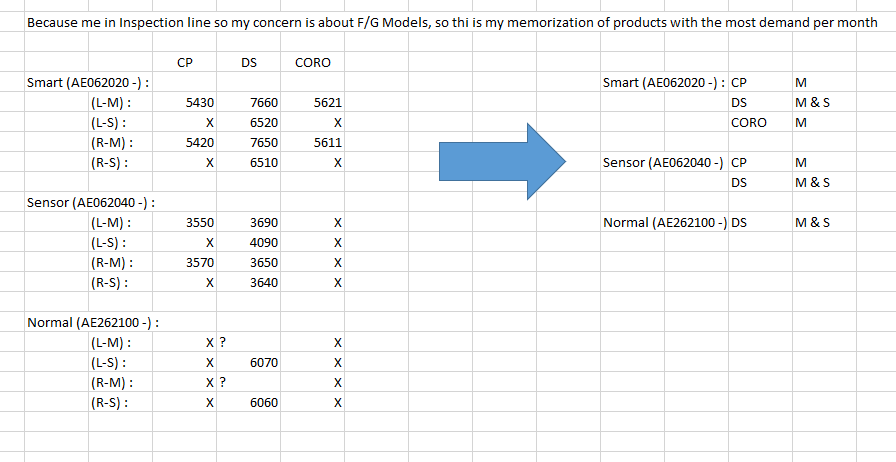 Because me in Inspection line so my concern is about F/G Models, so thi is my memorization of products with the most demand per month
CP DS CORO
Smart (AE062020 -) : Smart (AE062020 -) : CP M
(L-M) : 5430 7660 5621 DS M & S
(L-S) : X 6520 X CORO M
(R-M) : 5420 7650 5611
(R-S) : X 6510 X Sensor (AE062040 -) CP M
DS M & S
Sensor (AE062040 -) :
(L-M) : 3550 3690 X Normal (AE262100 -) DS M & S
(L-S) : X 4090 X
(R-M) : 3570 3650 X
(R-S) : X 3640 X
Normal (AE262100 -) :
(L-M) : X ? X
(L-S) : X 6070 X
(R-M) : X ? X
(R-S) : X 6060 X